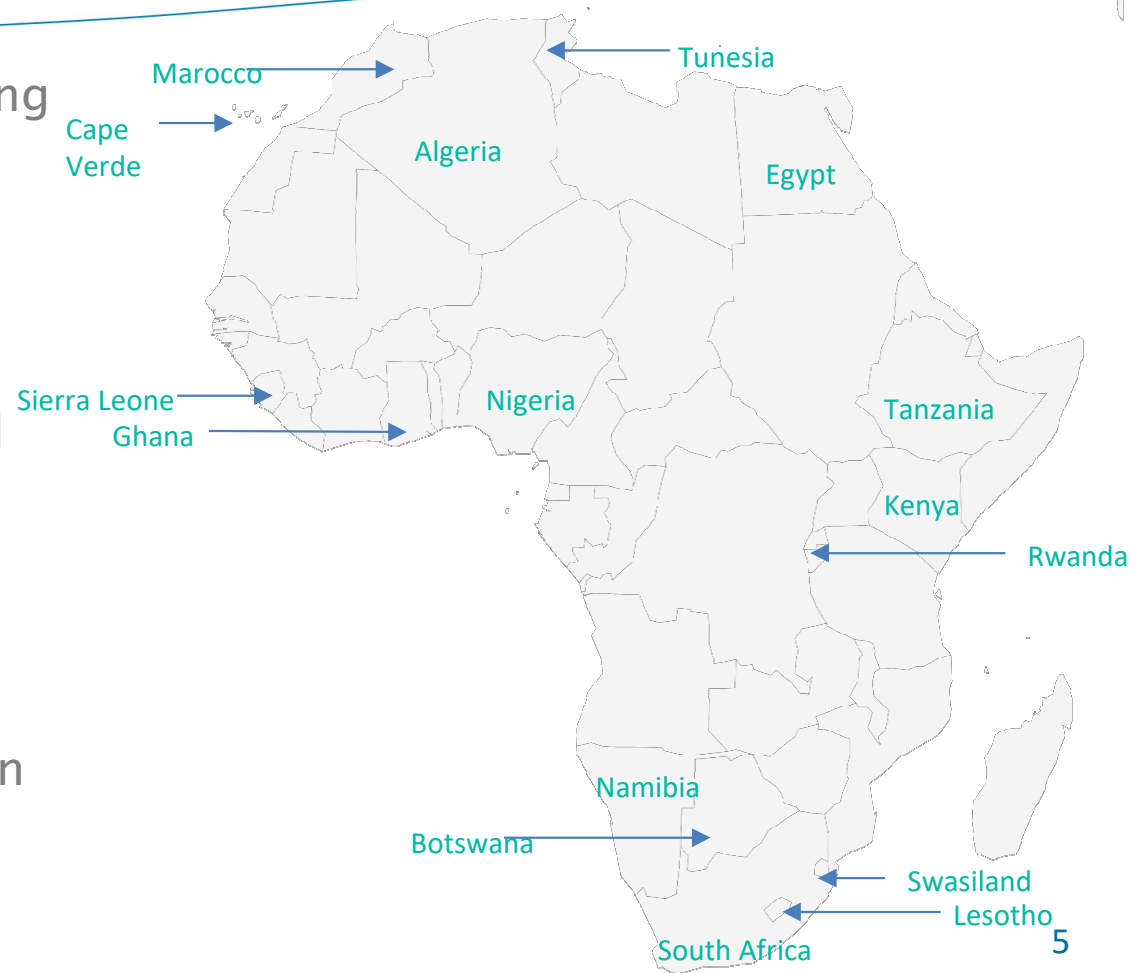 Tunesia
Marocco
ng
Cape
Verde
Algeria
Egypt
Sierra Leone
Nigeria
Tanzania
Ghana
Kenya
Rwanda
n
Namibia
Botswana
Swasiland
Lesotho
5
South Africa